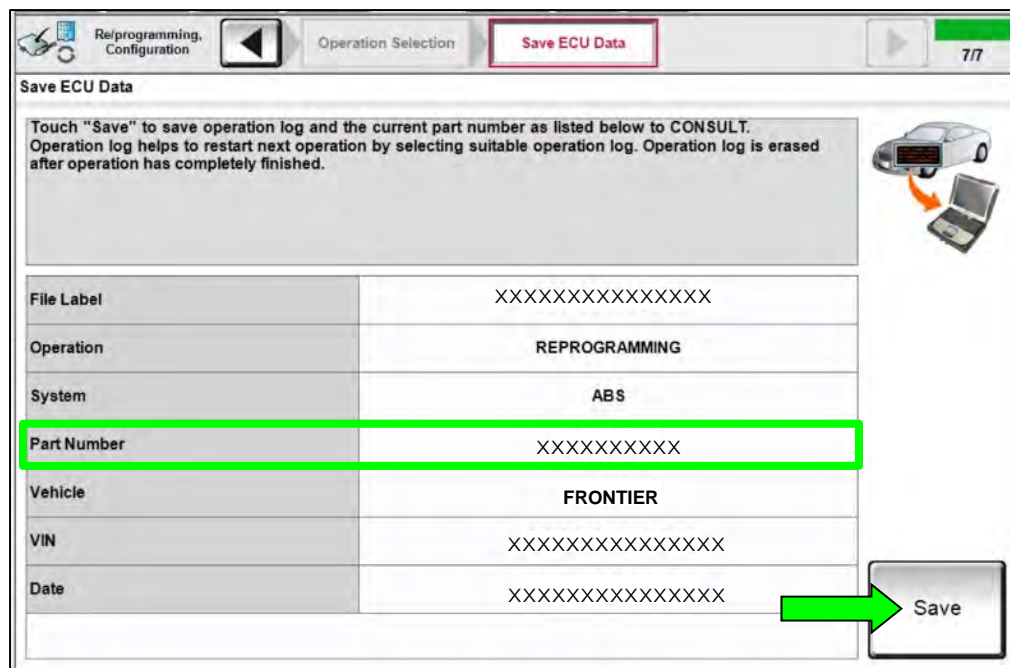 Re/programming,
Configuration
Operation Selection
Save ECU Data
7/7
Save ECU Data
Touch "Save" to save operation log and the current part number as listed below to CONSULT.
Operation log helps to restart next operation by selecting suitable operation log. Operation log is erased
after operation has completely finished.
File Label XXXXXXXXXXXXXXX
Operation REPROGRAMMING
System ABS
Part Number XXXXXXXXXX
Vehicle FRONTIER
VIN XXXXXXXXXXXXXXX
Date XXXXXXXXXXXXXXX
Save